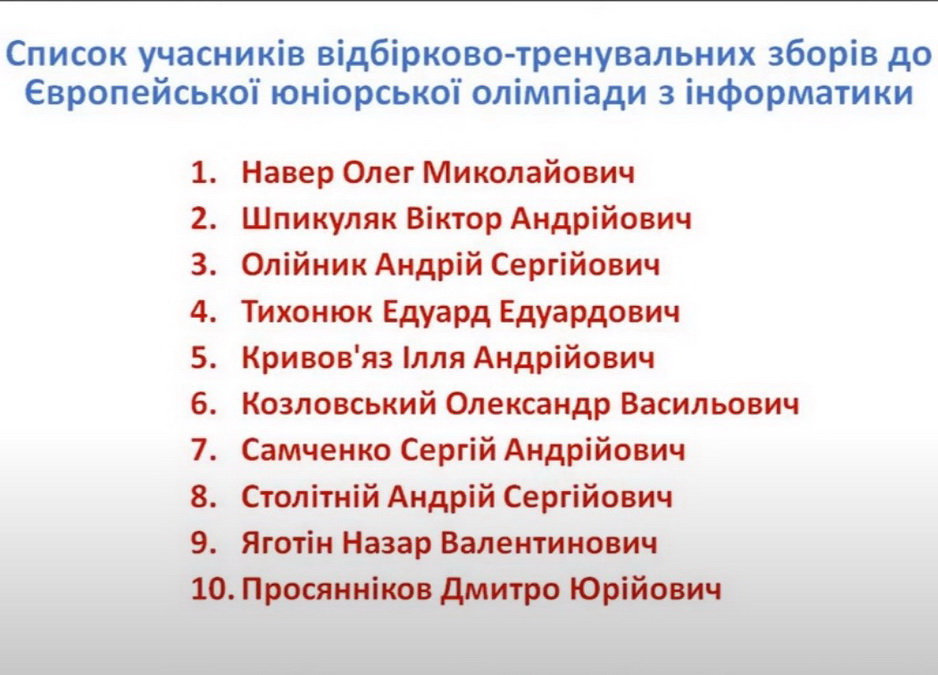 Список учасників відбірково-тренувальних зборів до
Європейської юніорської олімпіади з інформатики
1. Навер Олег Миколайович
2. Шпикуляк Віктор Андрійович
3. Олійник Андрій Сергійович
4. Тихонюк Едуард Едуардович
5. Кривов'яз Ілля Андрійович
6. Козловський Олександр Васильович
7. Самченко Сергій Андрійович
8. Столітній Андрій Сергійович
9. Яготін Назар Валентинович
10. Просянніков Дмитро Юрійович